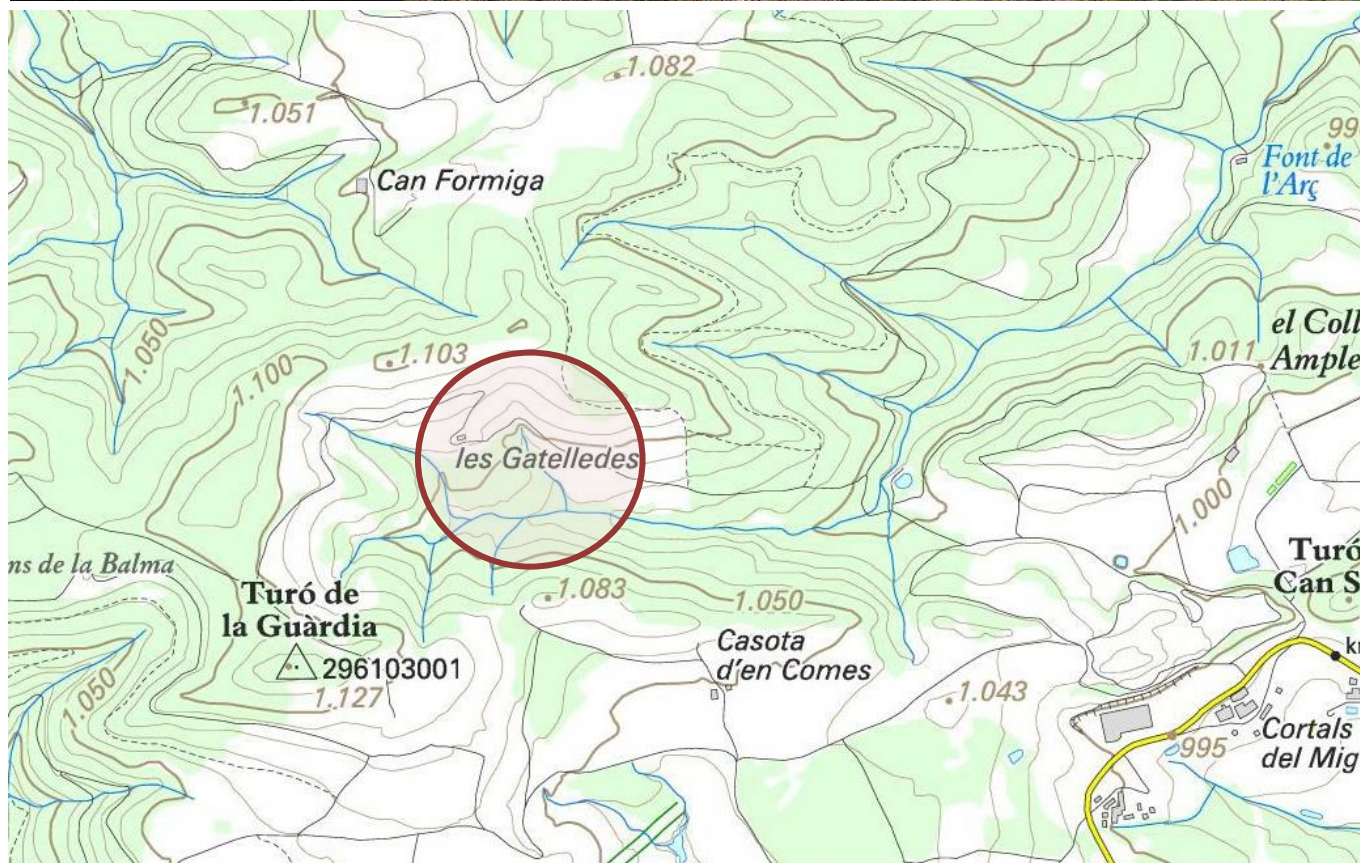 1.082
1.051
99
Can Formiga
Font de
l'Arç
1.050
el Coll
Ample
1.011
1.103
1.100
les Gatelledes
1.000
ns de la Balma
Turó de
la Guàrdia
1.083
1.050
Turó
Can S
Casota
d'en Comes
296103001
1.127
1.050
1.043
Cortals
del Mig
995